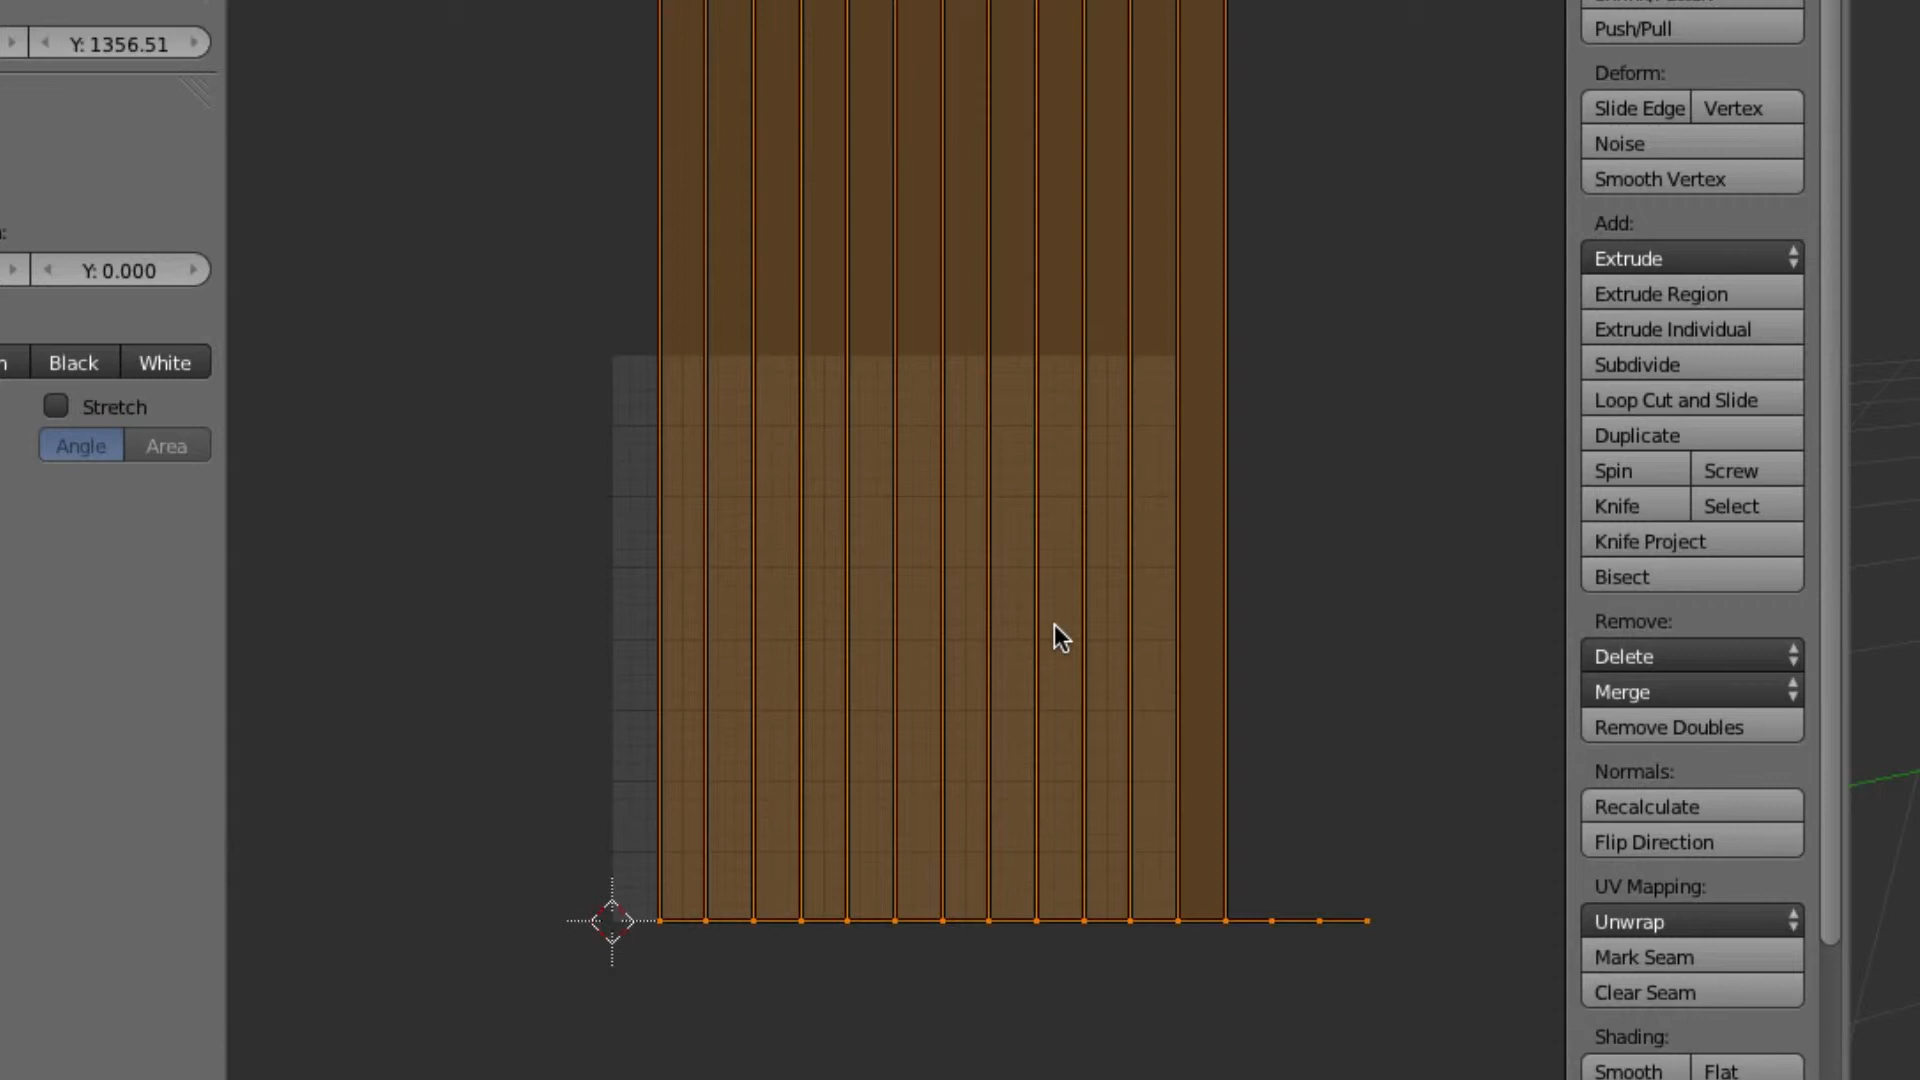 Y: 1356.51
Push/Pull
Deform:
Slide Edge Vertex
Noise
Smooth Vertex
Add:
Extrude
Y: 0.000
Extrude Region
Extrude Individual
Black White
Subdivide
Stretch
Loop Cut and Slide
Angle Area
Duplicate
Spin Screw
Knife Select
Knife Project
Bisect
Remove:
Delete
Merge
Remove Doubles
Normals:
Recalculate
Flip Direction
UV Mapping:
Unwrap
Mark Seam
Clear Seam
Shading:
Smooth Flat